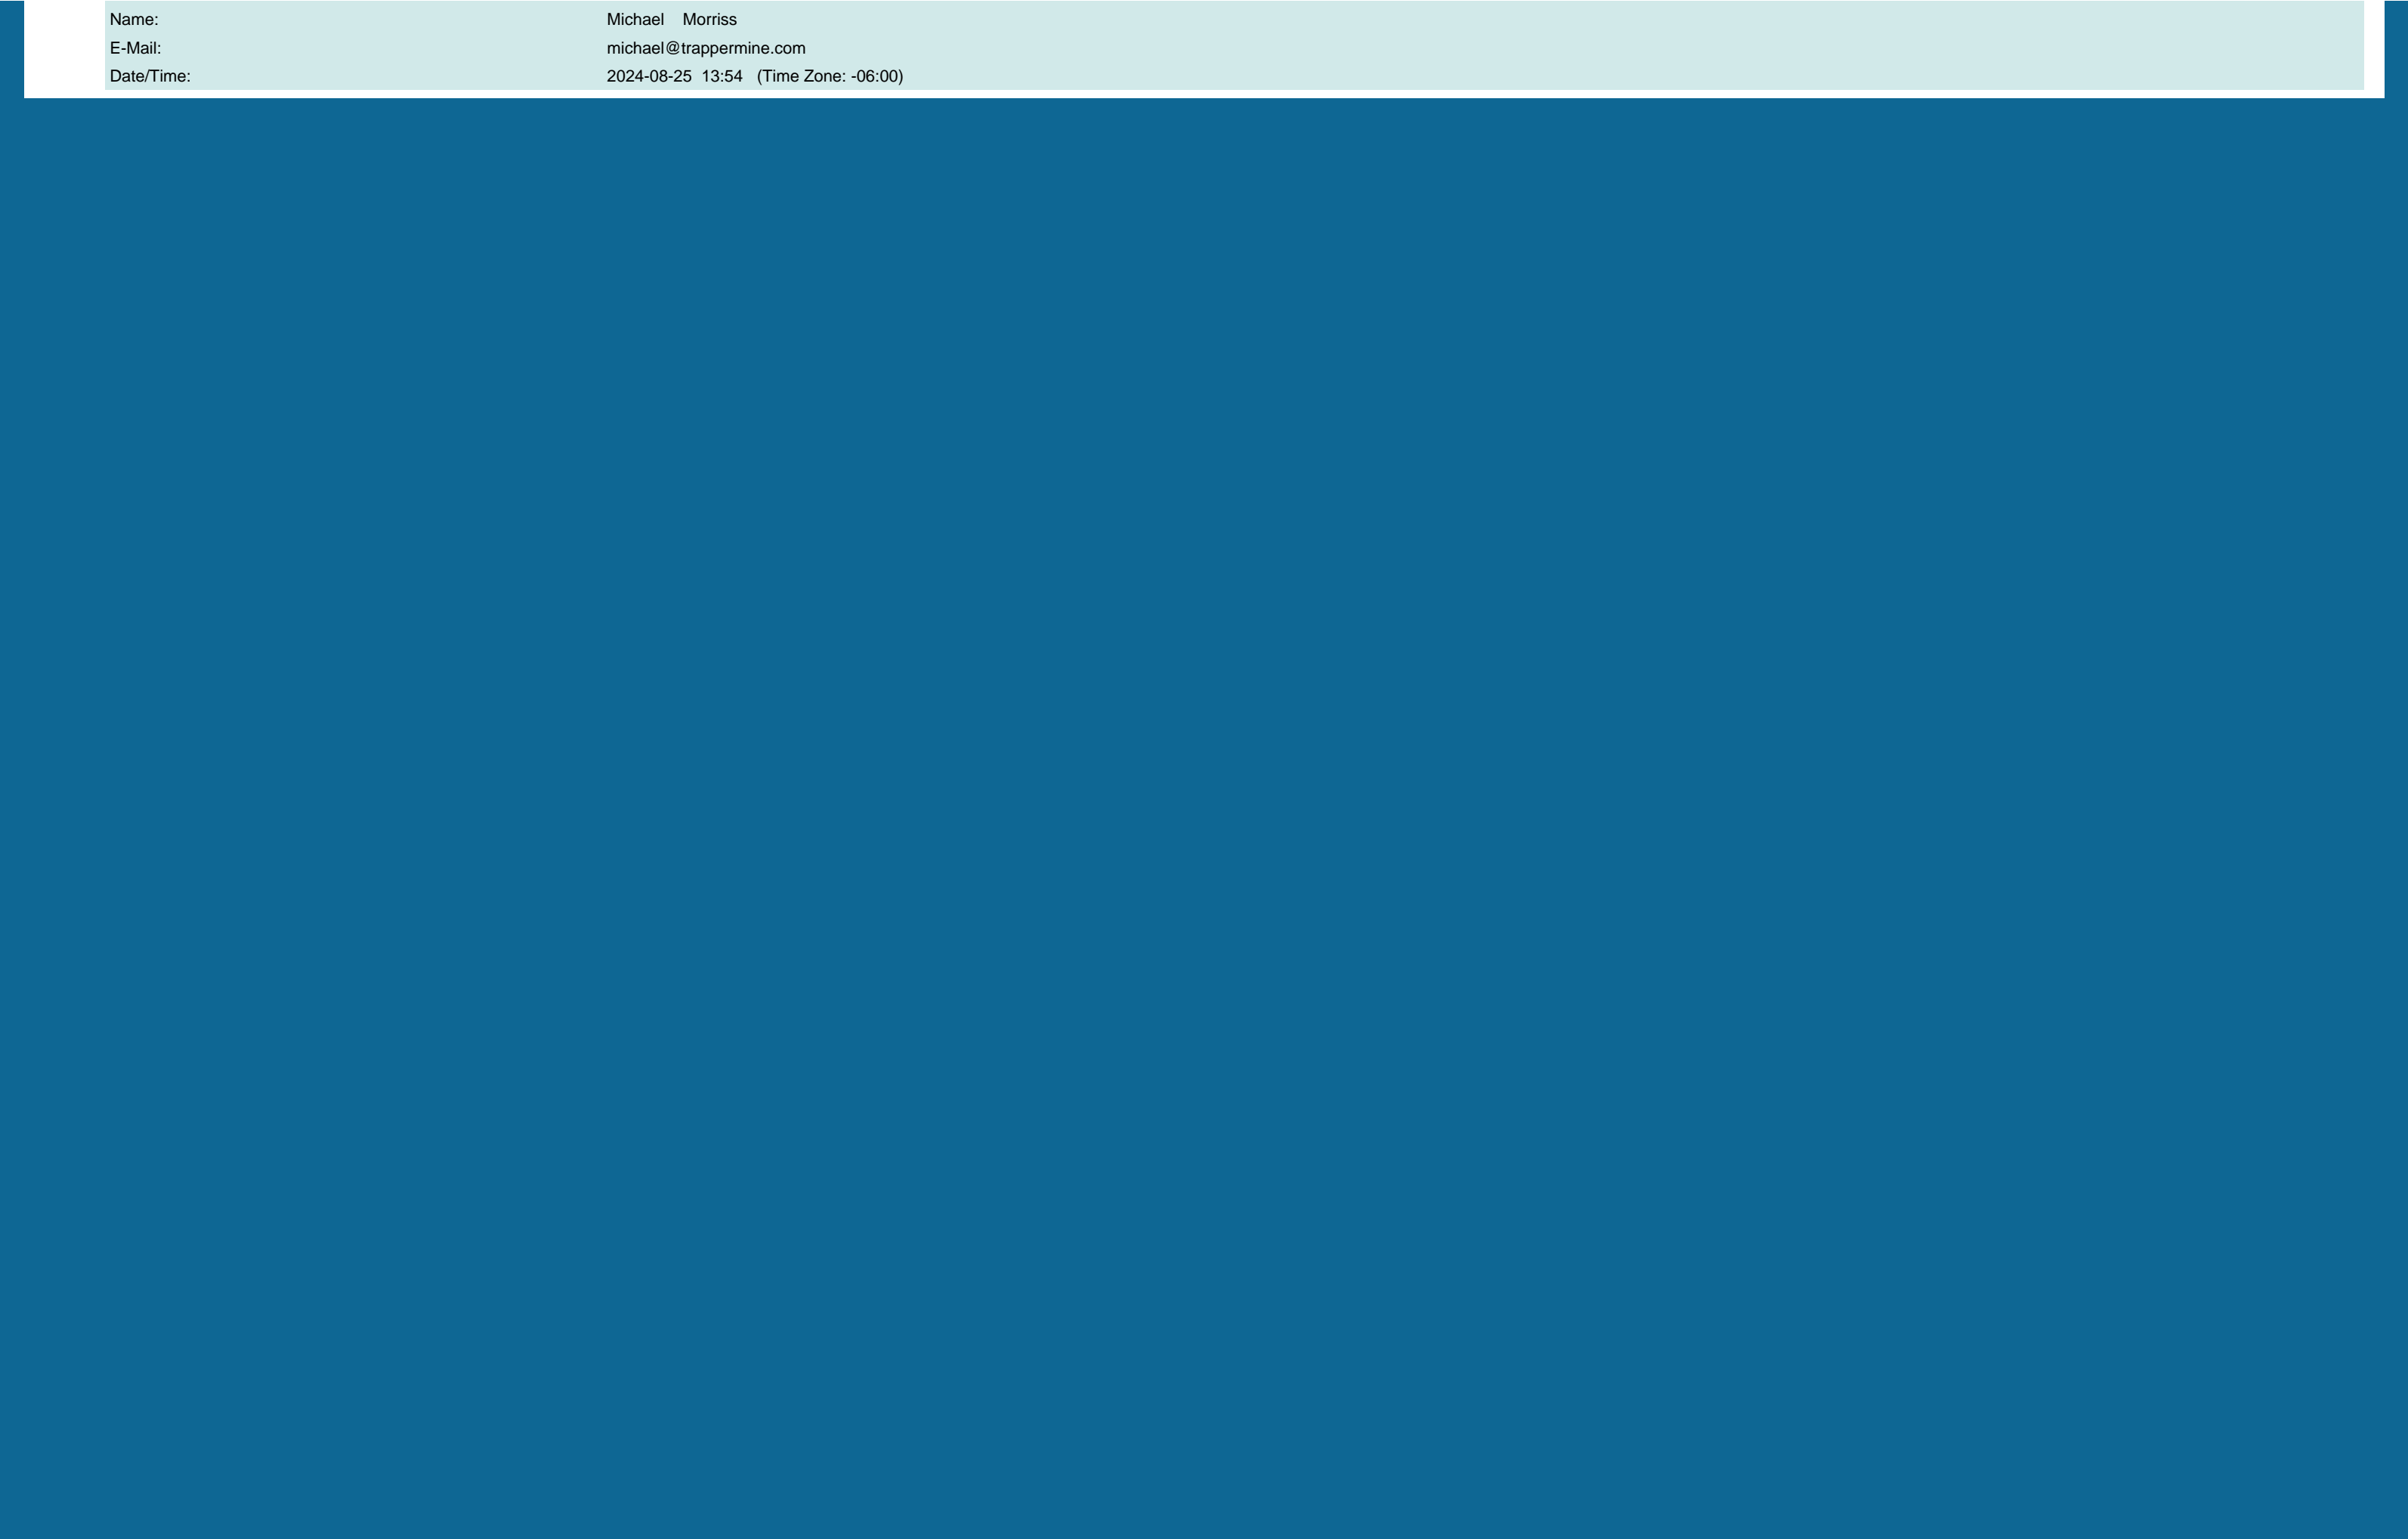 Name: Michael Morriss
E-Mail: michael@trappermine.com
Date/Time: 2024-08-25 13:54 (Time Zone: -06:00)